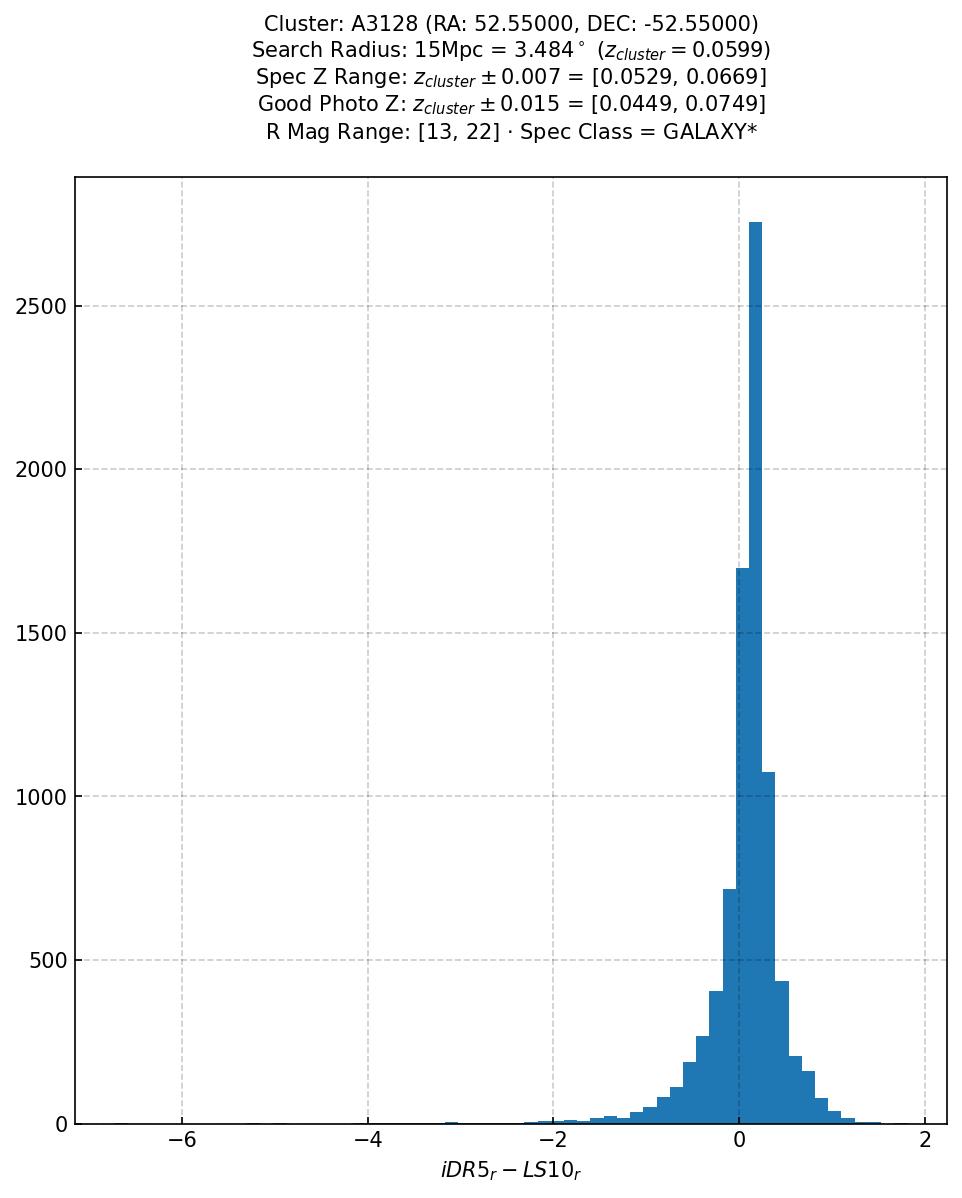 Cluster: A3128 (RA: 52.55000, DEC: -52.55000)
Search Radius: 15Mpc = 3.484° (z_cluster = 0.0599)
Spec Z Range: z_cluster ± 0.007 = [0.0529, 0.0669]
Good Photo Z: z_cluster ± 0.015 = [0.0449, 0.0749]
R Mag Range: [13, 22] · Spec Class = GALAXY*
2500
2000
1500
1000
500
0
−6 −4 −2 0 2
iDR5_r − LS10_r